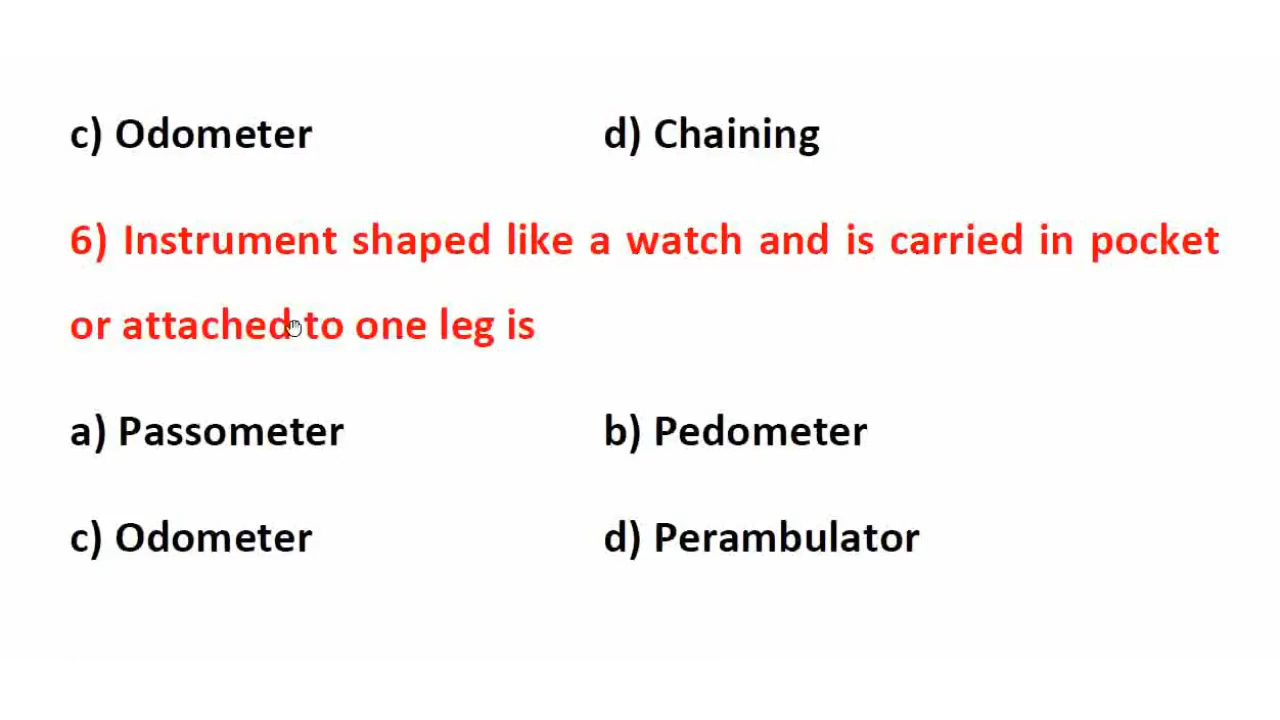 c) Odometer d) Chaining
6) Instrument shaped like a watch and is carried in pocket
or attached to one leg is
a) Passometer b) Pedometer
c) Odometer d) Perambulator